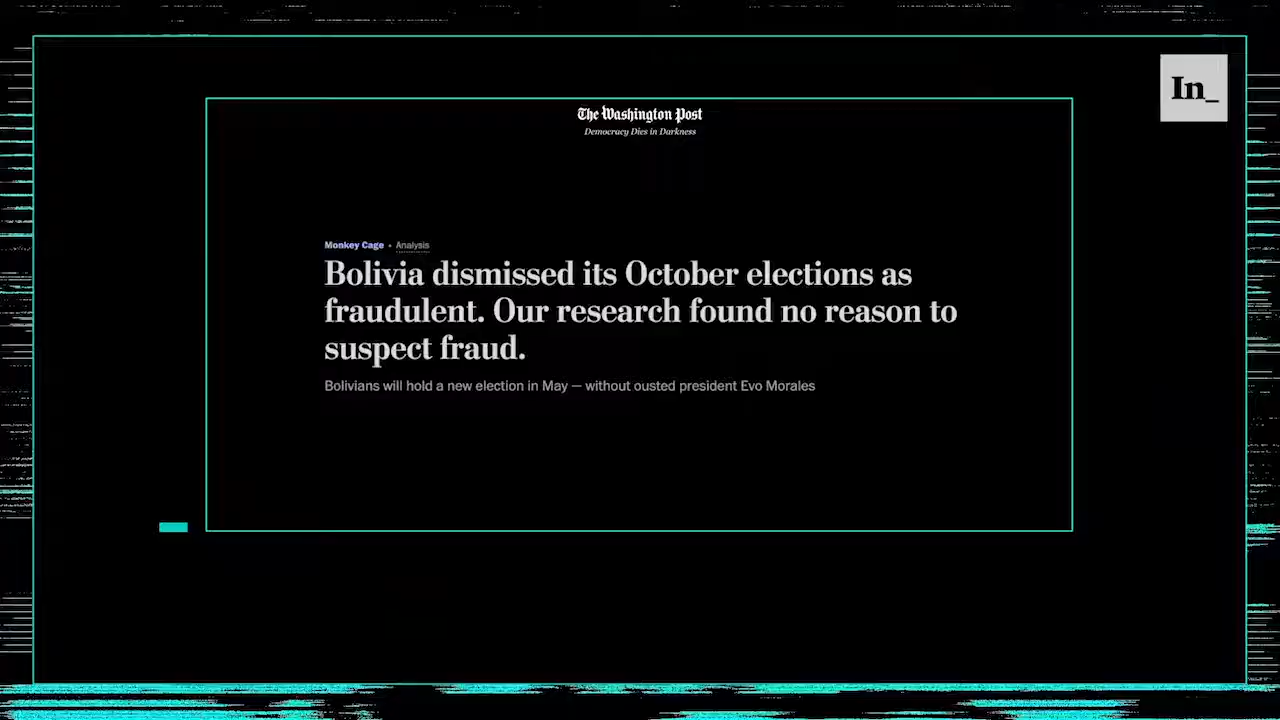 In_
The Washington Post
Democracy Dies in Darkness
Monkey Cage • Analysis
Bolivia dismissed its October elections as
fraudulent. Our research found no reason to
suspect fraud.
Bolivians will hold a new election in May — without ousted president Evo Morales